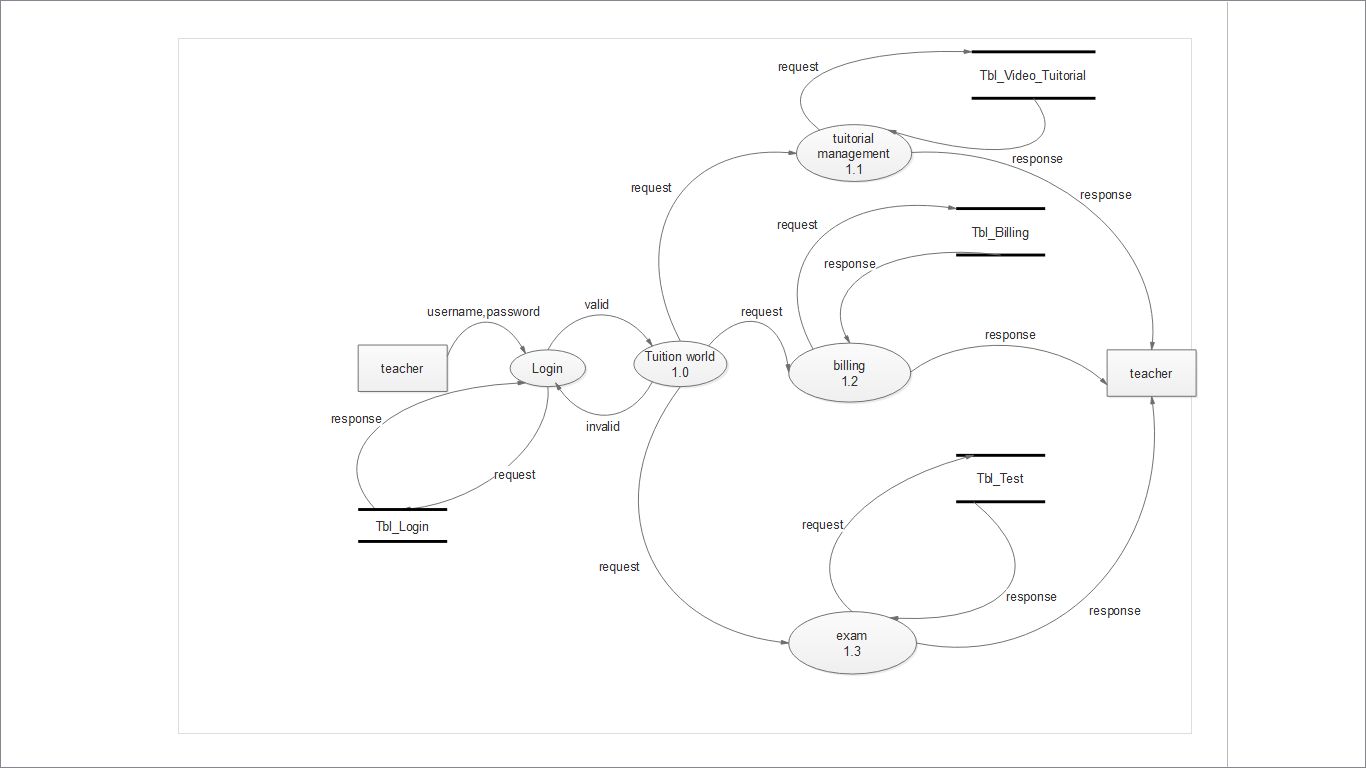 request
Tbl_Video_Tuitorial
tuitorial
management
1.1
response
request
response
request
Tbl_Billing
response
username,password
valid
request
response
teacher
Login
Tuition world
1.0
billing
1.2
teacher
response
invalid
request
Tbl_Login
Tbl_Test
request
request
response
response
exam
1.3